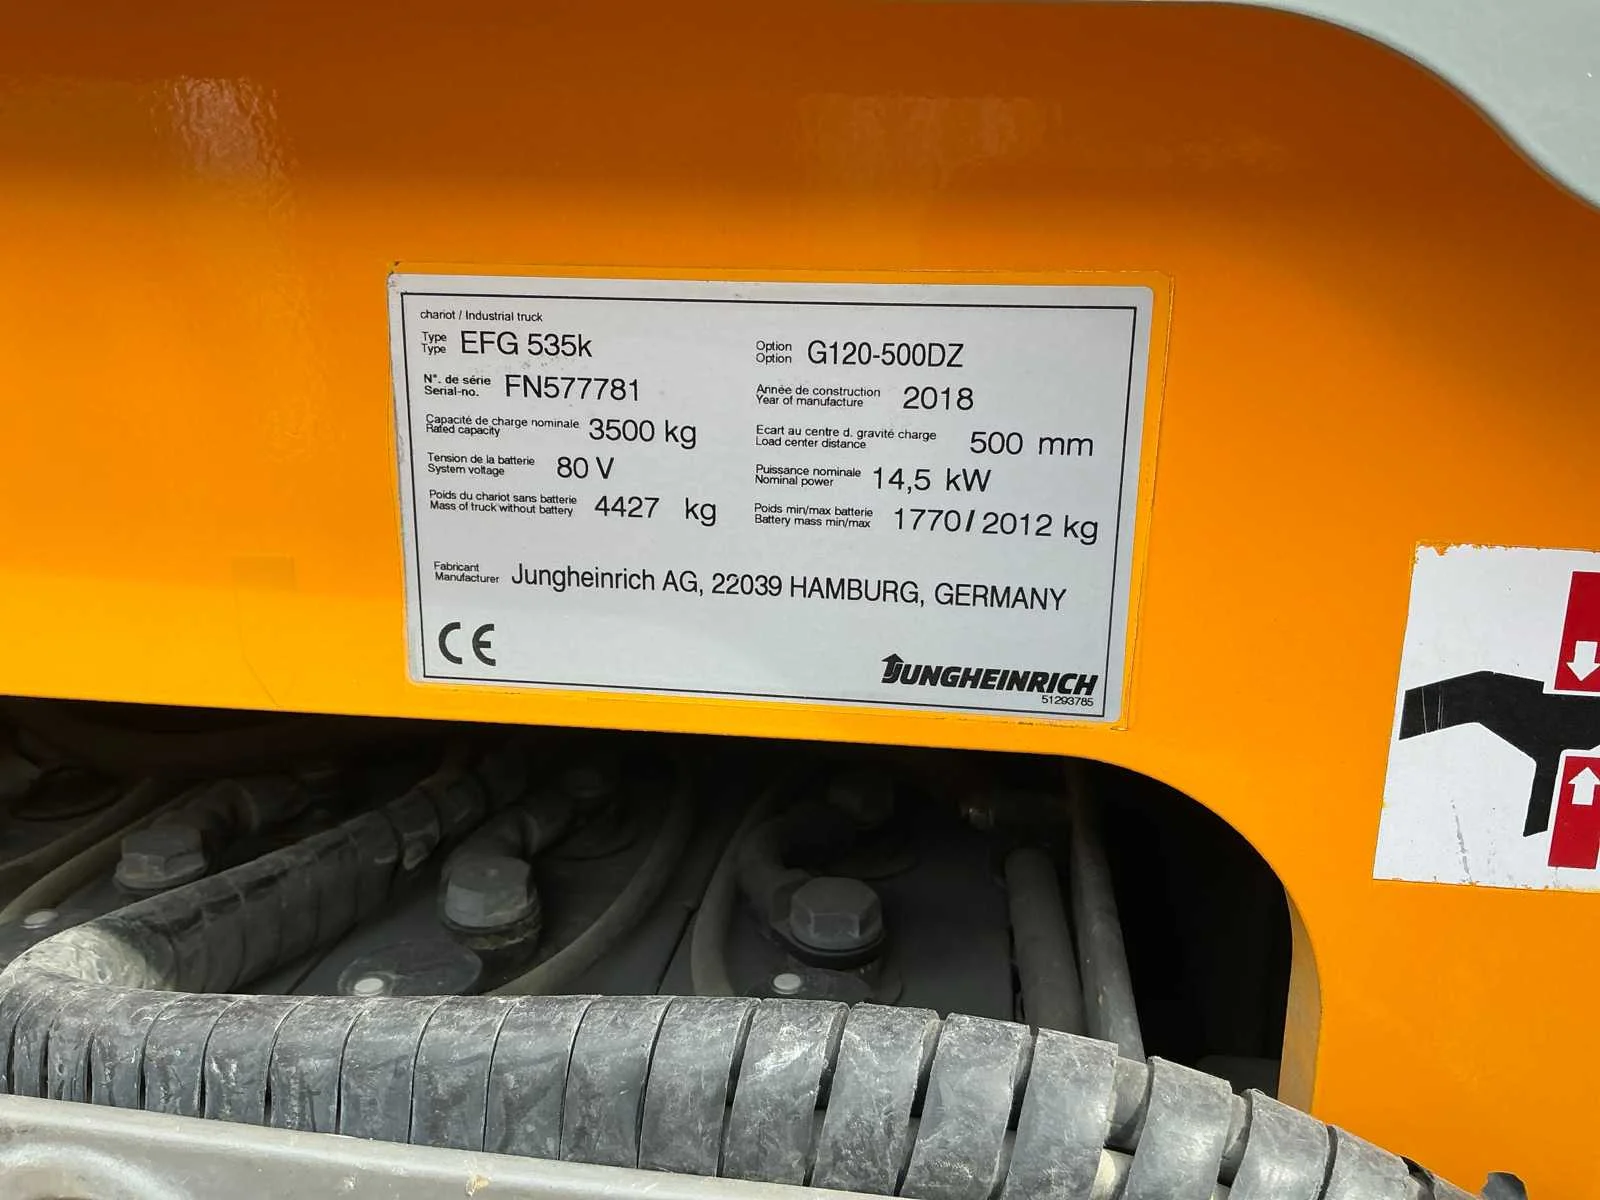 chariot / Industrial truck
Type
Type EFG 535k
Option
Option G120-500DZ
N°. de série
Serial-no. FN577781
Année de construction
Year of manufacture 2018
Capacité de charge nominale
Rated capacity 3500 kg
Ecart au centre d. gravité charge
Load center distance 500 mm
Tension de la batterie
System voltage 80 V
Puissance nominale
Nominal power 14,5 kW
Poids du chariot sans batterie
Mass of truck without battery 4427 kg
Poids min/max batterie
Battery mass min/max 1770/2012 kg
Fabricant
Manufacturer Jungheinrich AG, 22039 HAMBURG, GERMANY
CE
JUNGHEINRICH
51293785